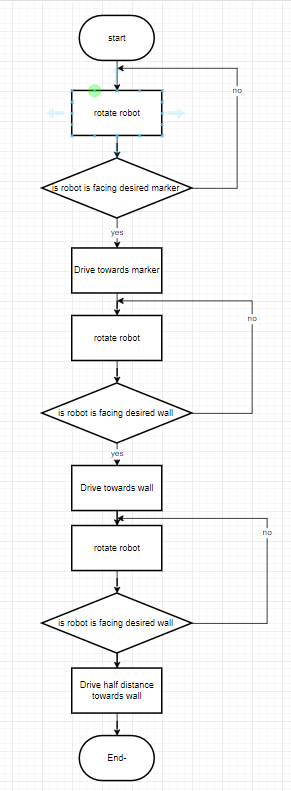 start
no
rotate robot
is robot is facing desired marker
yes
Drive towards marker
no
rotate robot
is robot is facing desired wall
yes
Drive towards wall
no
rotate robot
is robot is facing desired wall
Drive half distance
towards wall
End-